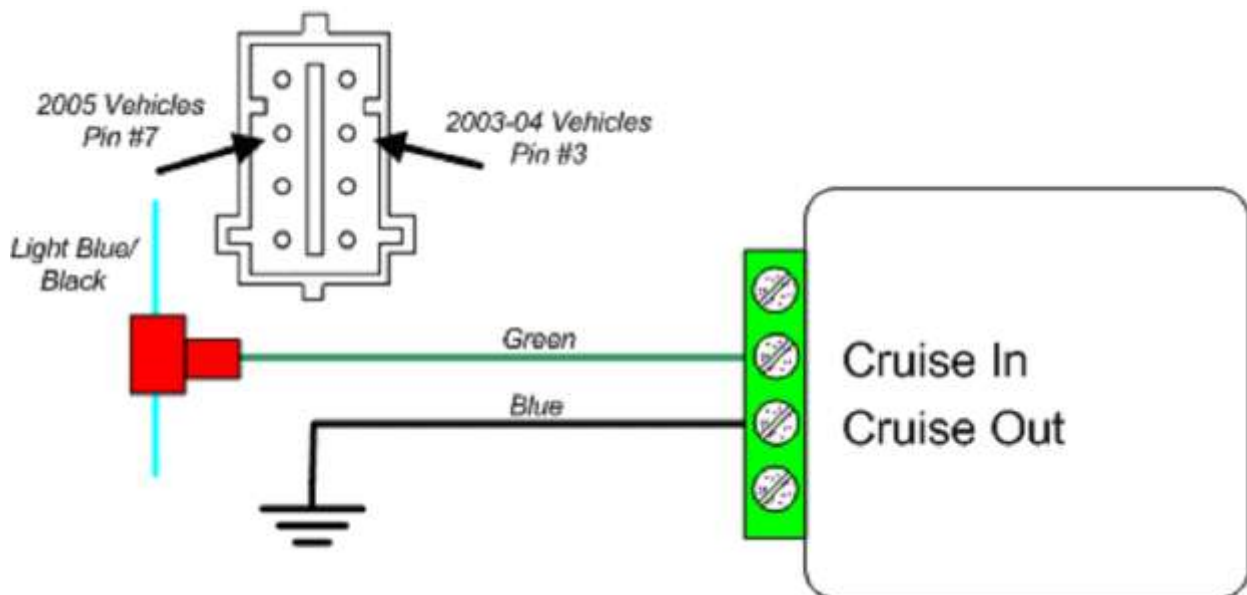 2005 Vehicles
Pin #7
2003-04 Vehicles
Pin #3
Light Blue/
Black
Green
Cruise In
Blue
Cruise Out